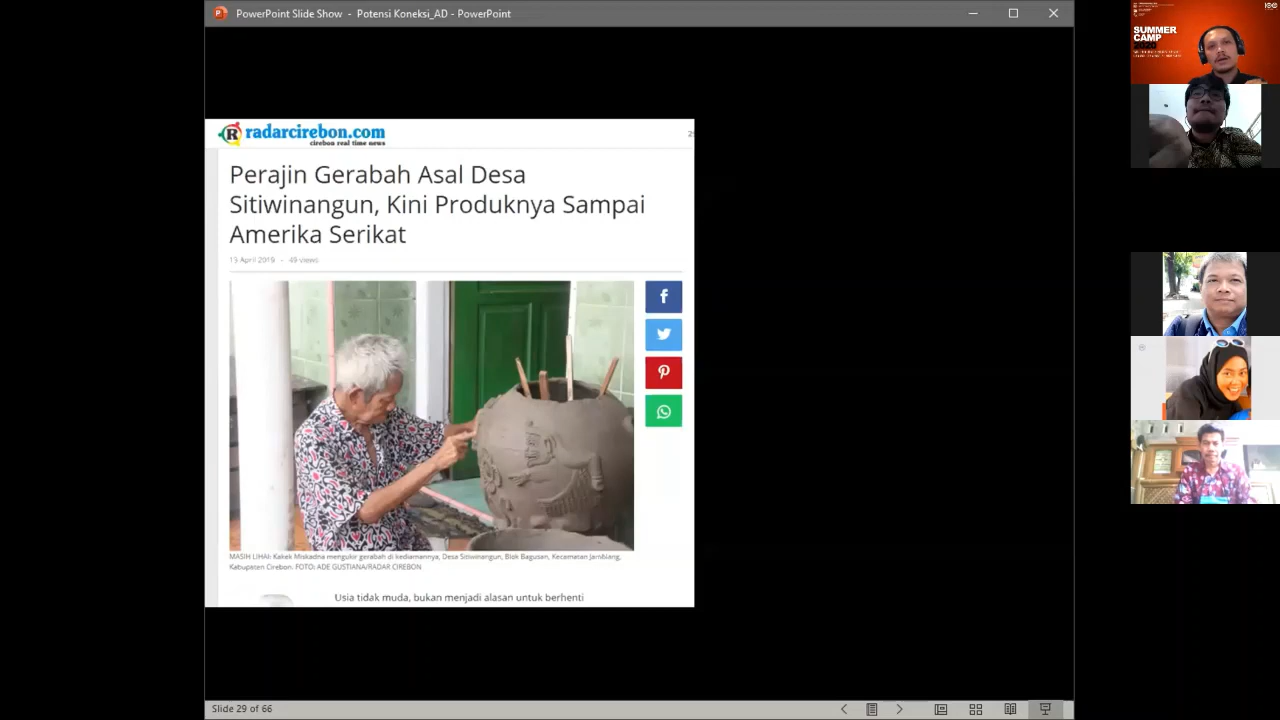 PowerPoint Slide Show - Potensi Koneksi_AD - PowerPoint
radarcirebon.com
cirebon real time news
Perajin Gerabah Asal Desa
Sitiwinangun, Kini Produknya Sampai
Amerika Serikat
15 April 2019 - 49 views
MASIH LIHAI: Kakek Miskadna mengukir gerabah di kediamannya, Desa Sitiwinangun, Blok Bagusan, Kecamatan Jamblang,
Kabupaten Cirebon. FOTO: ADE GUSTIANA/RADAR CIREBON
Usia tidak muda, bukan menjadi alasan untuk berhenti
Slide 29 of 66
SUMMER
CAMP
2020